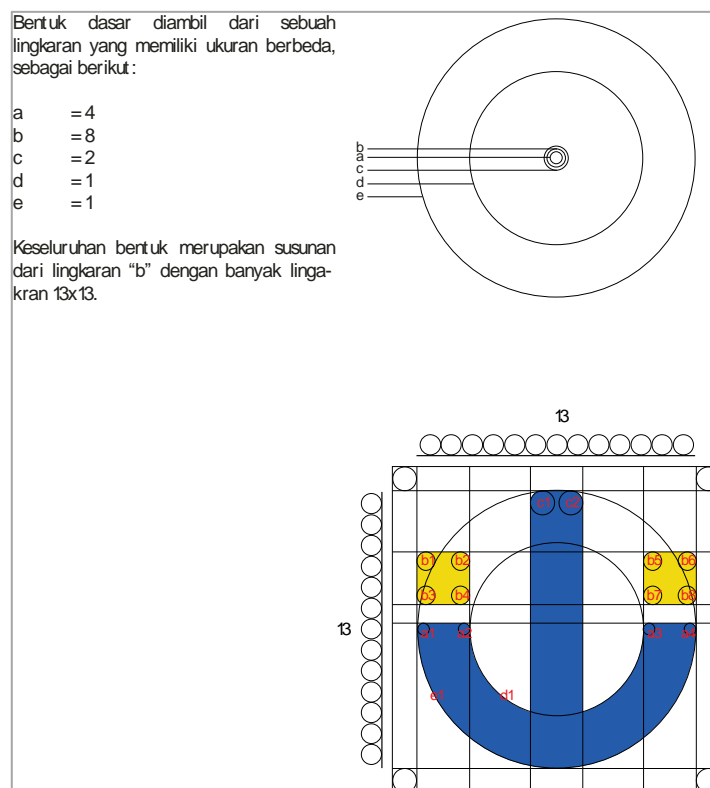 Bentuk dasar diambil dari sebuah
lingkaran yang memiliki ukuran berbeda,
sebagai berikut:
a = 4
b = 8
c = 2
d = 1
e = 1
Keseluruhan bentuk merupakan susunan
dari lingkaran “b” dengan banyak linga-
kran 13x13.
b
a
c
d
e
13
13
c1 c2
b1 b2 b5 b6
b3 b4 b7 b8
a1 a2 a3 a4
e1 d1